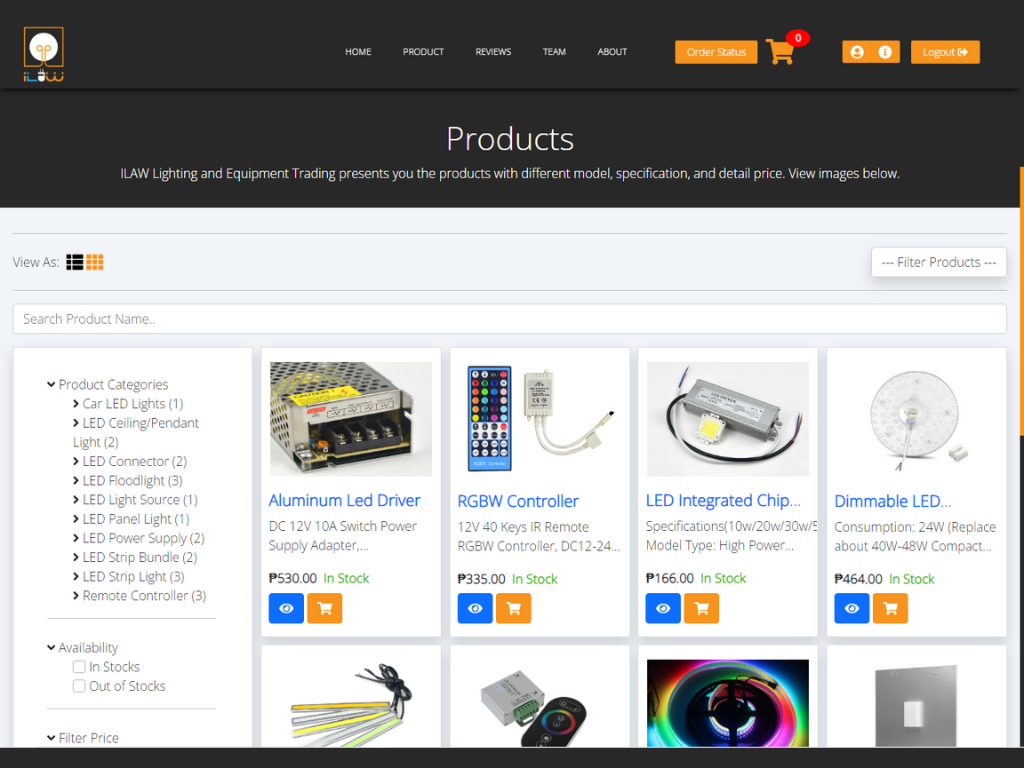 iLAW
HOME
PRODUCT
REVIEWS
TEAM
ABOUT
Order Status
0
Logout
Products
ILAW Lighting and Equipment Trading presents you the products with different model, specification, and detail price. View images below.
View As:
--- Filter Products ---
Search Product Name..
Product Categories
Car LED Lights (1)
LED Ceiling/Pendant
Light (2)
LED Connector (2)
LED Floodlight (3)
LED Light Source (1)
LED Panel Light (1)
LED Power Supply (2)
LED Strip Bundle (2)
LED Strip Light (3)
Remote Controller (3)
Availability
In Stocks
Out of Stocks
Filter Price
Aluminum Led Driver
DC 12V 10A Switch Power
Supply Adapter,...
₱530.00 In Stock
RGBW Controller
12V 40 Keys IR Remote
RGBW Controller, DC12-24...
₱335.00 In Stock
LED DRIVER
LED Integrated Chip...
Specifications(10w/20w/30w/5
Model Type: High Power...
₱166.00 In Stock
Dimmable LED...
Consumption: 24W (Replace
about 40W-48W Compact...
₱464.00 In Stock